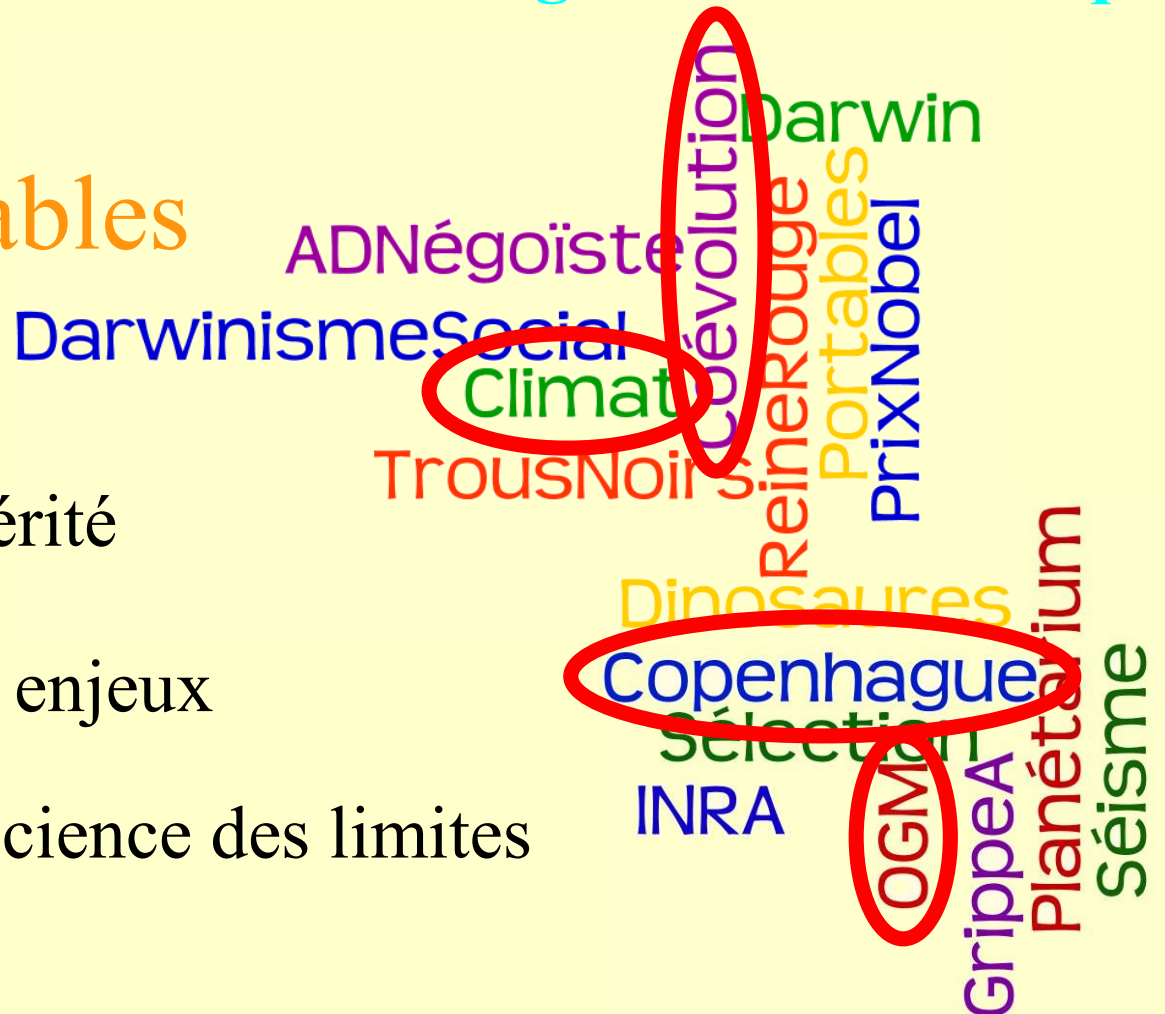 Darwin
ables
ADNégoïste
Coévolution
ReineRouge
Portables
PrixNobel
DarwinismeSocial
Climat
TrousNoirs
érité
Dinosaures
enjeux
Copenhague
Sélection
Planétarium
Séisme
INRA
OGM
GrippeA
cience des limites